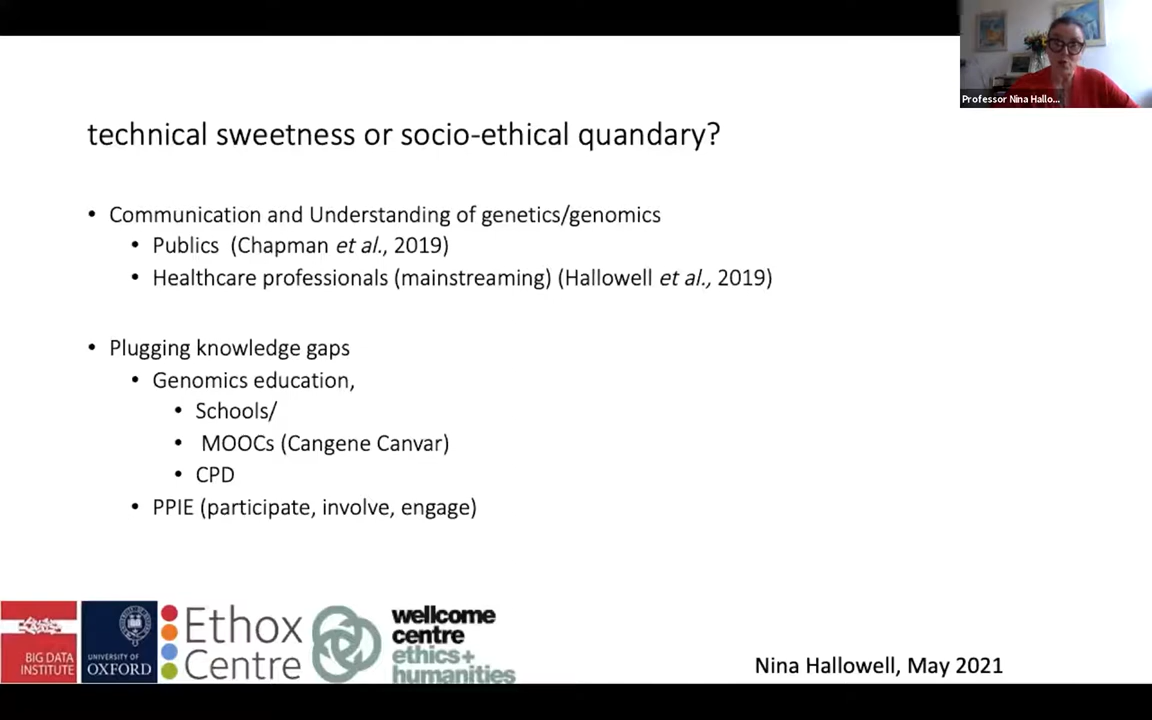 Professor Nina Hallo...
technical sweetness or socio-ethical quandary?
• Communication and Understanding of genetics/genomics
• Publics (Chapman et al., 2019)
• Healthcare professionals (mainstreaming) (Hallowell et al., 2019)
• Plugging knowledge gaps
• Genomics education,
• Schools/
• MOOCs (Cangene Canvar)
• CPD
• PPIE (participate, involve, engage)
BIG DATA
INSTITUTE
UNIVERSITY OF
OXFORD
Ethox
Centre
wellcome
centre
ethics+
humanities
Nina Hallowell, May 2021